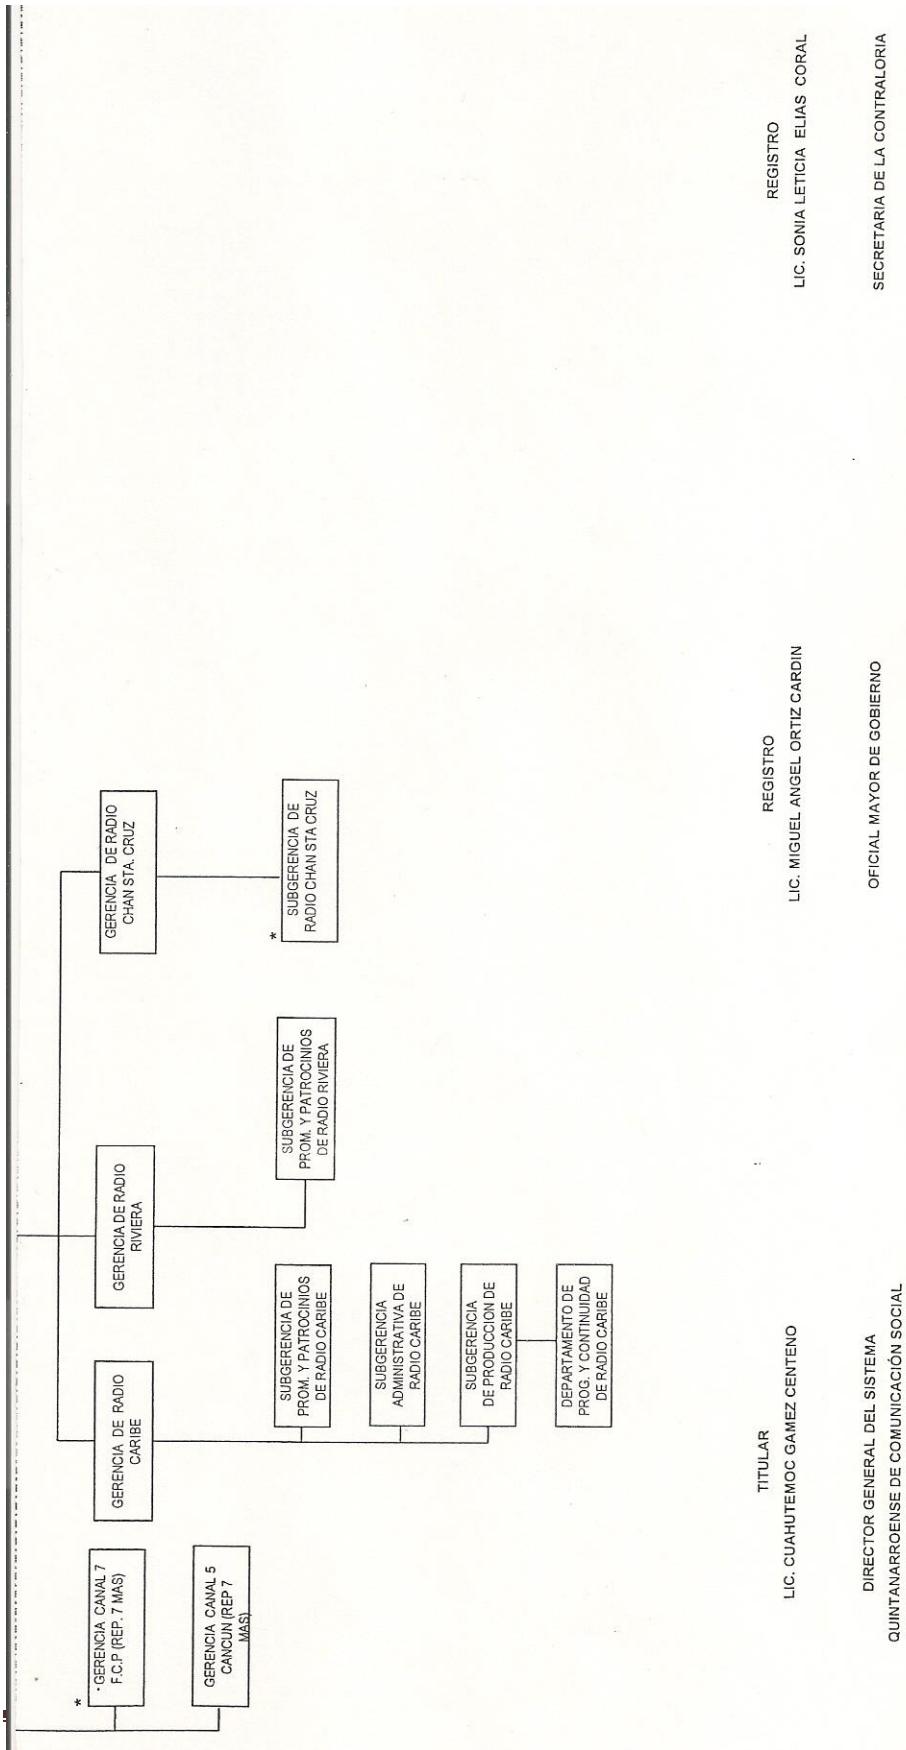 *
GERENCIA CANAL 7
F.C.P (REP. 7 MAS)
GERENCIA CANAL 5
CANCUN (REP 7
MAS)
GERENCIA DE RADIO
CARIBE
GERENCIA DE RADIO
RIVIERA
GERENCIA DE RADIO
CHAN STA. CRUZ
SUBGERENCIA DE
PROM. Y PATROCINIOS
DE RADIO CARIBE
SUBGERENCIA
ADMINISTRATIVA DE
RADIO CARIBE
SUBGERENCIA
DE PRODUCCION DE
RADIO CARIBE
DEPARTAMENTO DE
PROG. Y CONTINUIDAD
DE RADIO CARIBE
SUBGERENCIA DE
PROM. Y PATROCINIOS
DE RADIO RIVIERA
*
SUBGERENCIA DE
RADIO CHAN STA CRUZ
TITULAR
LIC. CUAHUTEMOC GAMEZ CENTENO
DIRECTOR GENERAL DEL SISTEMA
QUINTANARROENSE DE COMUNICACIÓN SOCIAL
REGISTRO
LIC. MIGUEL ANGEL ORTIZ CARDIN
OFICIAL MAYOR DE GOBIERNO
REGISTRO
LIC. SONIA LETICIA ELIAS CORAL
SECRETARIA DE LA CONTRALORIA